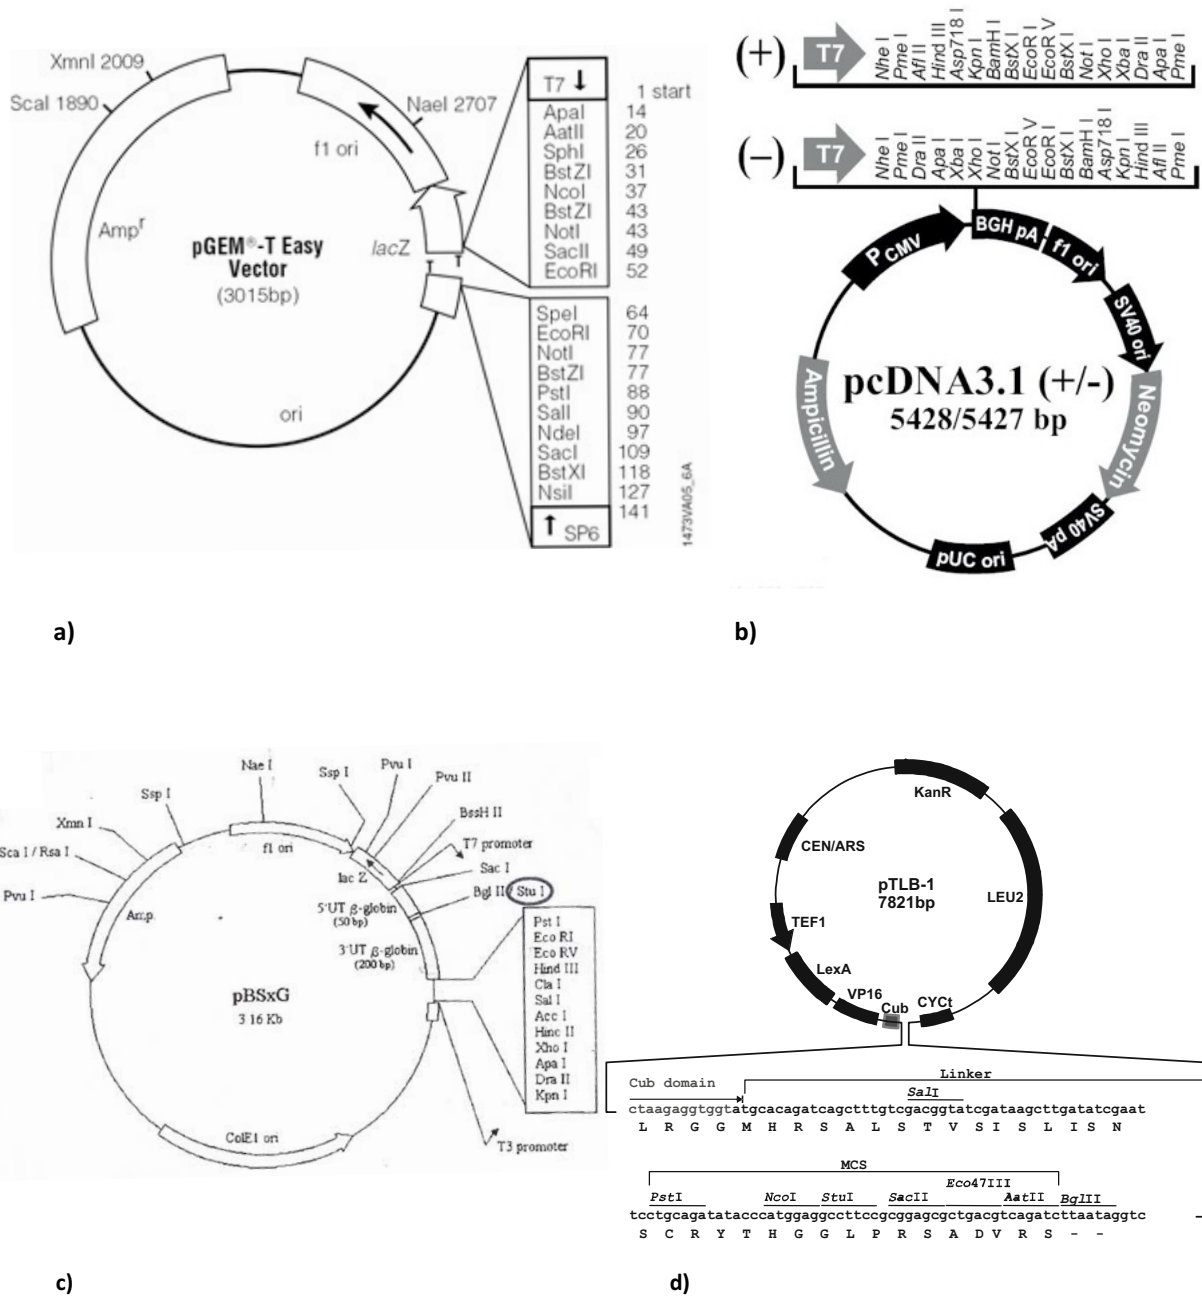 XmnI 2009
ScaI 1890
NaeI 2707
f1 ori
Ampr
pGEM®-T Easy
Vector
(3015bp)
lacZ
T
T
ori
T7 ↓
1 start
ApaI 14
AatII 20
SphI 26
BstZI 31
NcoI 37
BstZI 43
NotI 43
SacII 49
EcoRI 52
SpeI 64
EcoRI 70
NotI 77
BstZI 77
PstI 88
SalI 90
NdeI 97
SacI 109
BstXI 118
NsiI 127
141
↑ SP6
1473VA05_6A
a)
(+)
T7
Nhe I
Pme I
Afl II
Hind III
Asp718 I
Kpn I
BamH I
BstX I
EcoR I
EcoR V
BstX I
Not I
Xho I
Xba I
Dra II
Apa I
Pme I
(–)
T7
Nhe I
Pme I
Dra II
Apa I
Xba I
Xho I
Not I
BstX I
EcoR V
EcoR I
BstX I
BamH I
Asp718 I
Kpn I
Hind III
Afl II
Pme I
P CMV
BGH pA
f1 ori
SV40 ori
Neomycin
SV40 pA
pUC ori
Ampicillin
pcDNA3.1 (+/-)
5428/5427 bp
b)
Nae I
Ssp I
Pvu I
Pvu II
BssH II
T7 promoter
Sac I
Bgl II / Stu I
Ssp I
Xmn I
Sca I / Rsa I
Pvu I
f1 ori
lac Z
Amp
5'UT β-globin
(50 bp)
3'UT β-globin
(200 bp)
pBSxG
3.16 Kb
Pst I
Eco RI
Eco RV
Hind III
Cla I
Sal I
Acc I
Hinc II
Xho I
Apa I
Dra II
Kpn I
T3 promoter
ColE1 ori
c)
KanR
CEN/ARS
pTLB-1
7821bp
LEU2
TEF1
LexA
VP16
Cub
CYCt
Linker
Cub domain
SalI
ctaagaggtggtatgcacagatcagctttgtcgacggtatcgataagcttgatatcgaat
L R G G M H R S A L S T V S I S L I S N
MCS
Eco47III
PstI NcoI StuI SacII AatII BglII
tcctgcagatatacccatggaggccttccgcggagcgctgacgtcagatcttaataggtc
S C R Y T H G G L P R S A D V R S - -
d)